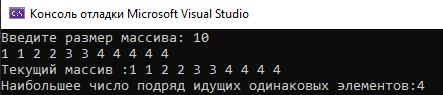 Консоль отладки Microsoft Visual Studio
Введите размер массива: 10
1 1 2 2 3 3 4 4 4 4 4
Текущий массив :1 1 2 2 3 3 4 4 4 4
Наибольшее число подряд идущих одинаковых элементов:4